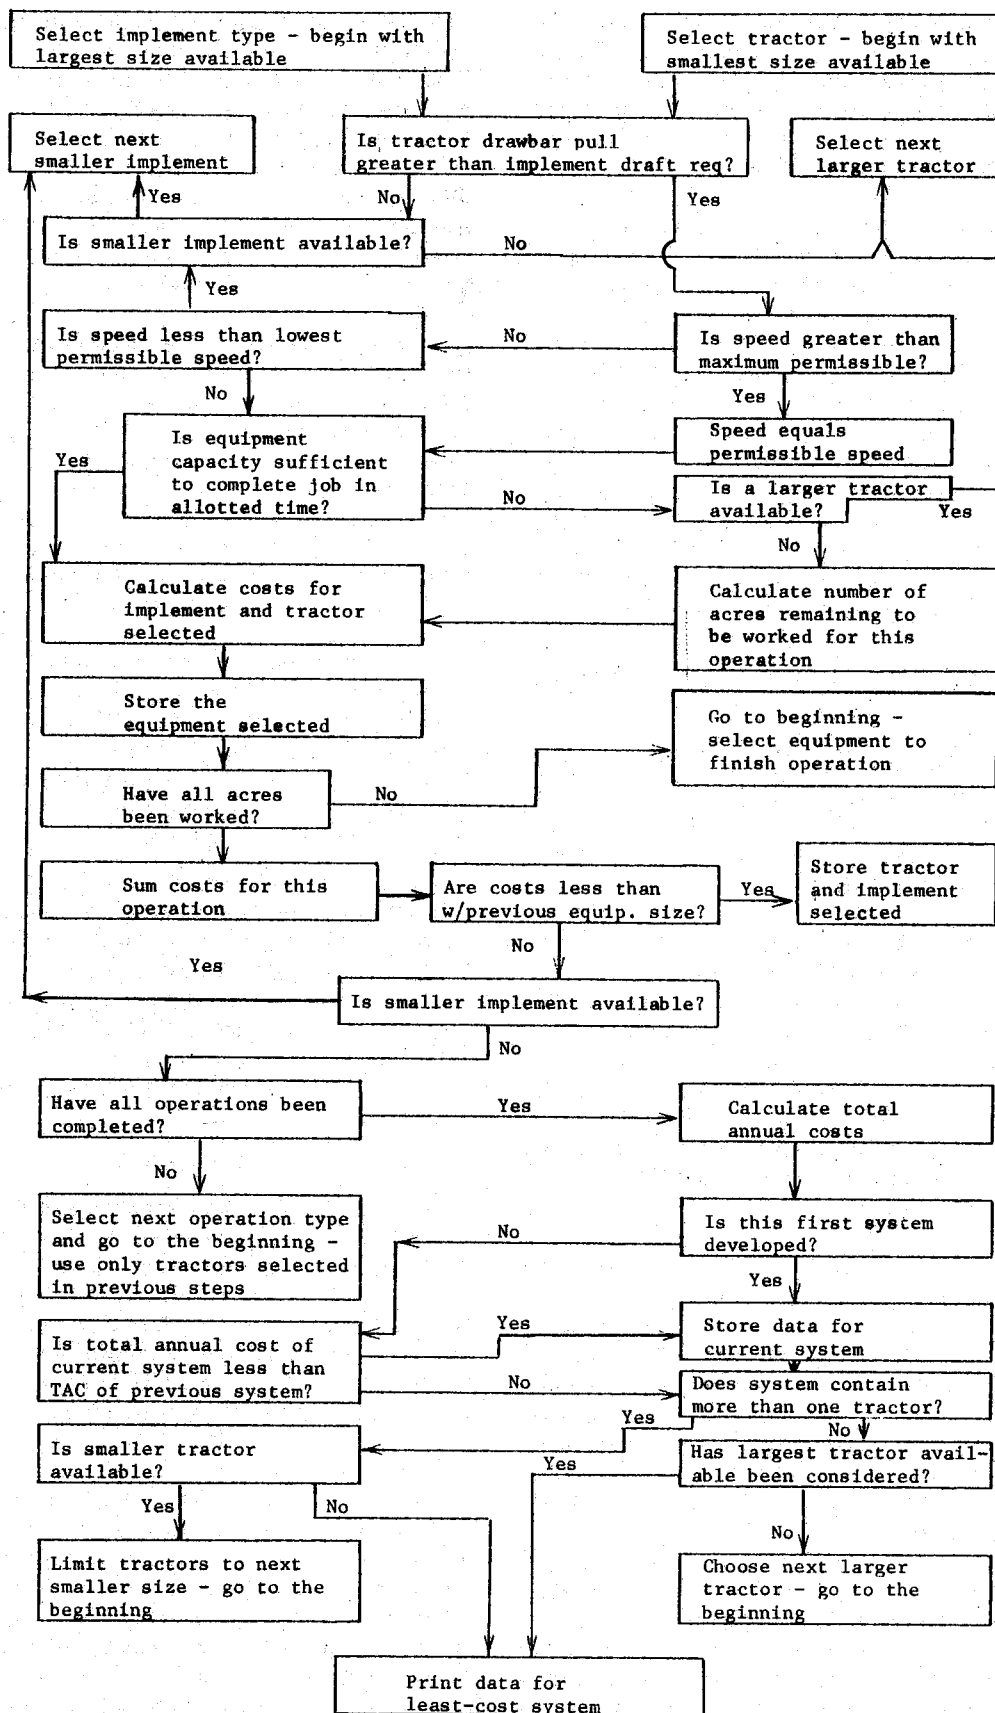 Select implement type - begin with
largest size available
Select tractor - begin with
smallest size available
Select next
smaller implement
Is tractor drawbar pull
greater than implement draft req?
Select next
larger tractor
Yes
No
Yes
Is smaller implement available?
No
Yes
Is speed less than lowest
permissible speed?
No
Is speed greater than
maximum permissible?
No
Yes
Is equipment
capacity sufficient
to complete job in
allotted time?
Yes
Speed equals
permissible speed
No
Is a larger tractor
available?
Yes
No
Calculate costs for
implement and tractor
selected
Calculate number of
acres remaining to
be worked for this
operation
Store the
equipment selected
Go to beginning -
select equipment to
finish operation
Have all acres
been worked?
No
Sum costs for this
operation
Are costs less than
w/previous equip. size?
Yes
Store tractor
and implement
selected
No
Yes
Is smaller implement available?
No
Have all operations been
completed?
Yes
Calculate total
annual costs
No
Select next operation type
and go to the beginning -
use only tractors selected
in previous steps
No
Is this first system
developed?
Yes
Is total annual cost of
current system less than
TAC of previous system?
Yes
Store data for
current system
No
Does system contain
more than one tractor?
Yes
No
Is smaller tractor
available?
Yes
Has largest tractor avail-
able been considered?
Yes
No
No
Limit tractors to next
smaller size - go to the
beginning
Choose next larger
tractor - go to the
beginning
Print data for
least-cost system